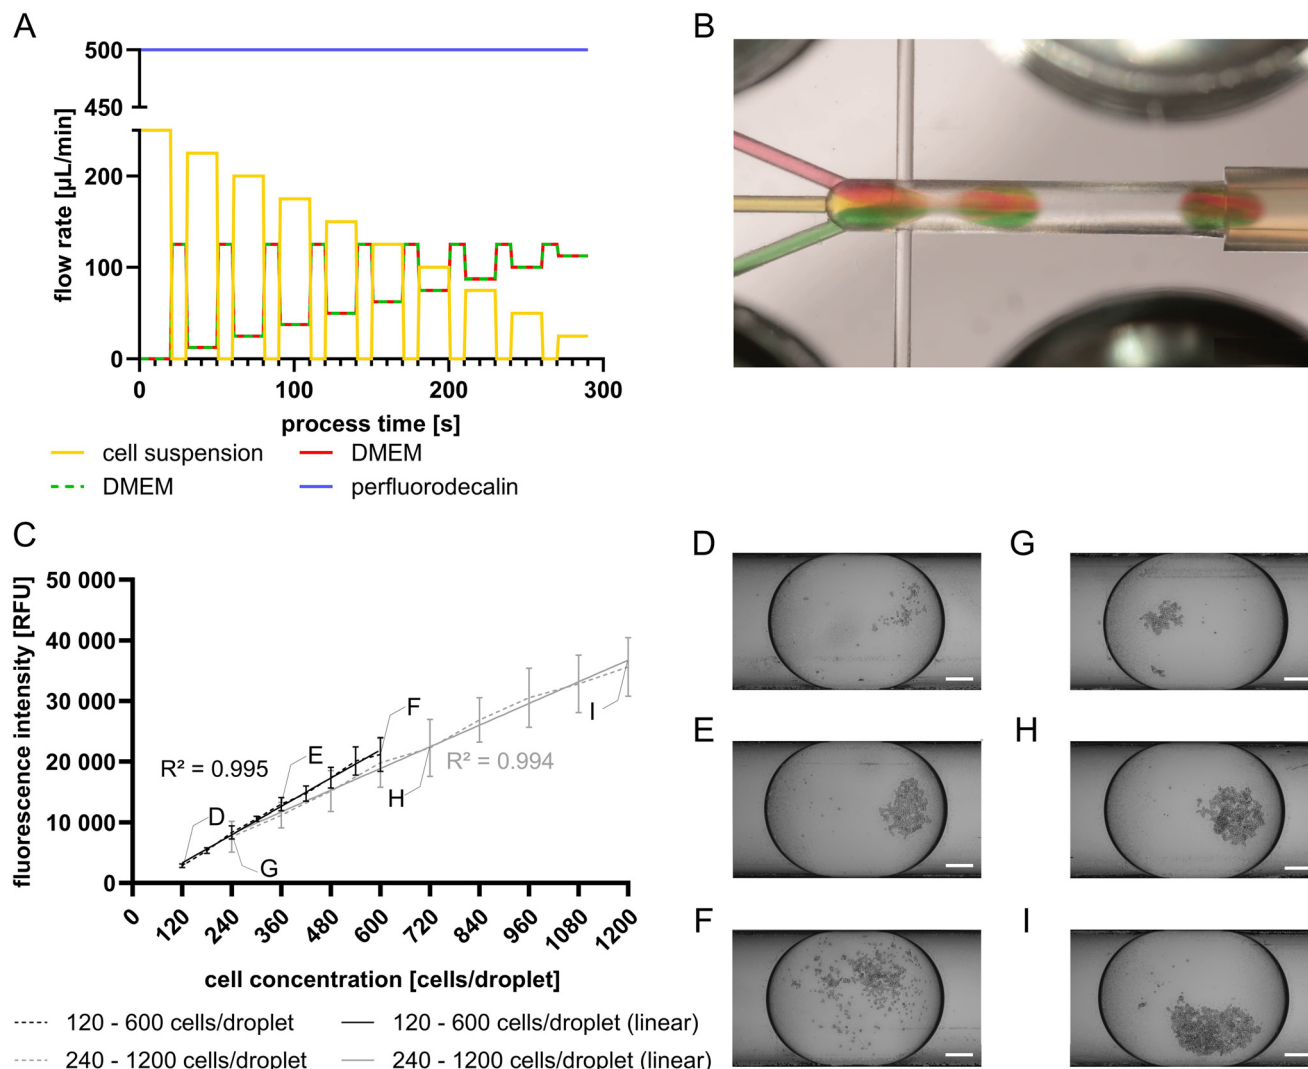 A
500
450
200
100
0
flow rate [µL/min]
0 100 200 300
process time [s]
cell suspension
DMEM
DMEM
perfluorodecalin
B
C
50 000
40 000
30 000
20 000
10 000
0
fluorescence intensity [RFU]
R² = 0.995
R² = 0.994
D
E
F
G
H
I
0 120 240 360 480 600 720 840 960 1080 1200
cell concentration [cells/droplet]
120 - 600 cells/droplet
120 - 600 cells/droplet (linear)
240 - 1200 cells/droplet
240 - 1200 cells/droplet (linear)
D
G
E
H
F
I